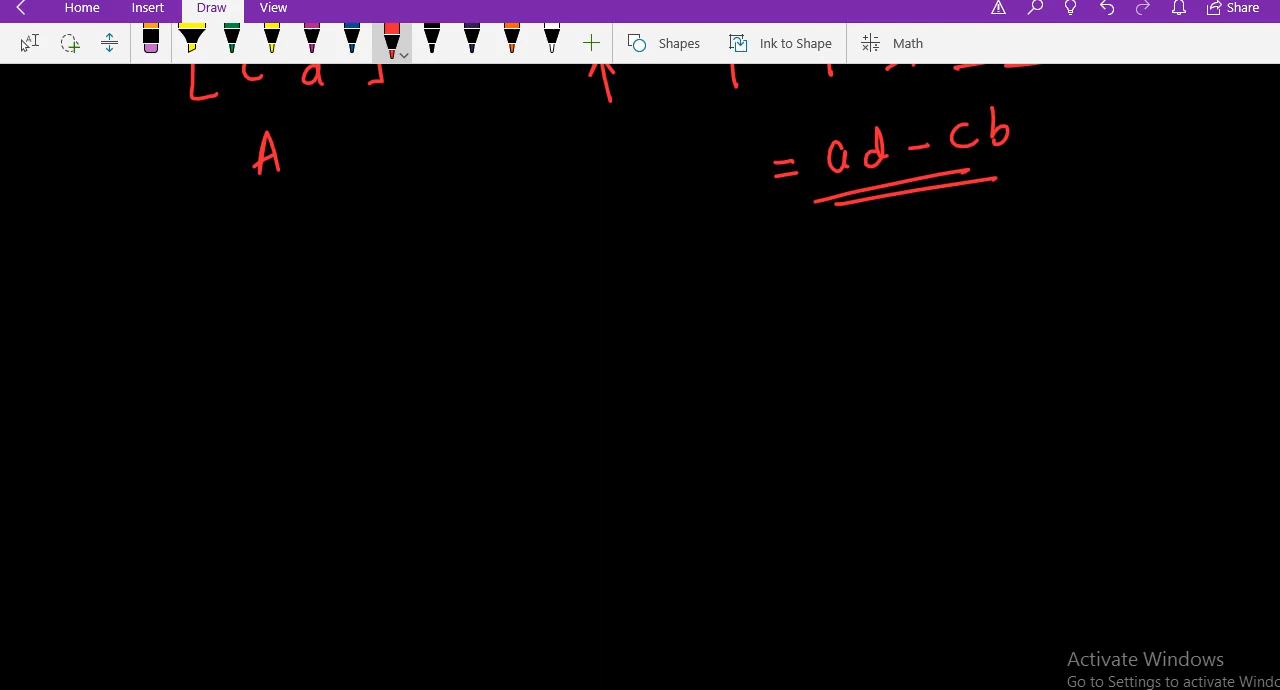 Home Insert Draw View Share
Shapes Ink to Shape Math
[ c d ]
A
= ad - cb
Activate Windows
Go to Settings to activate Windo